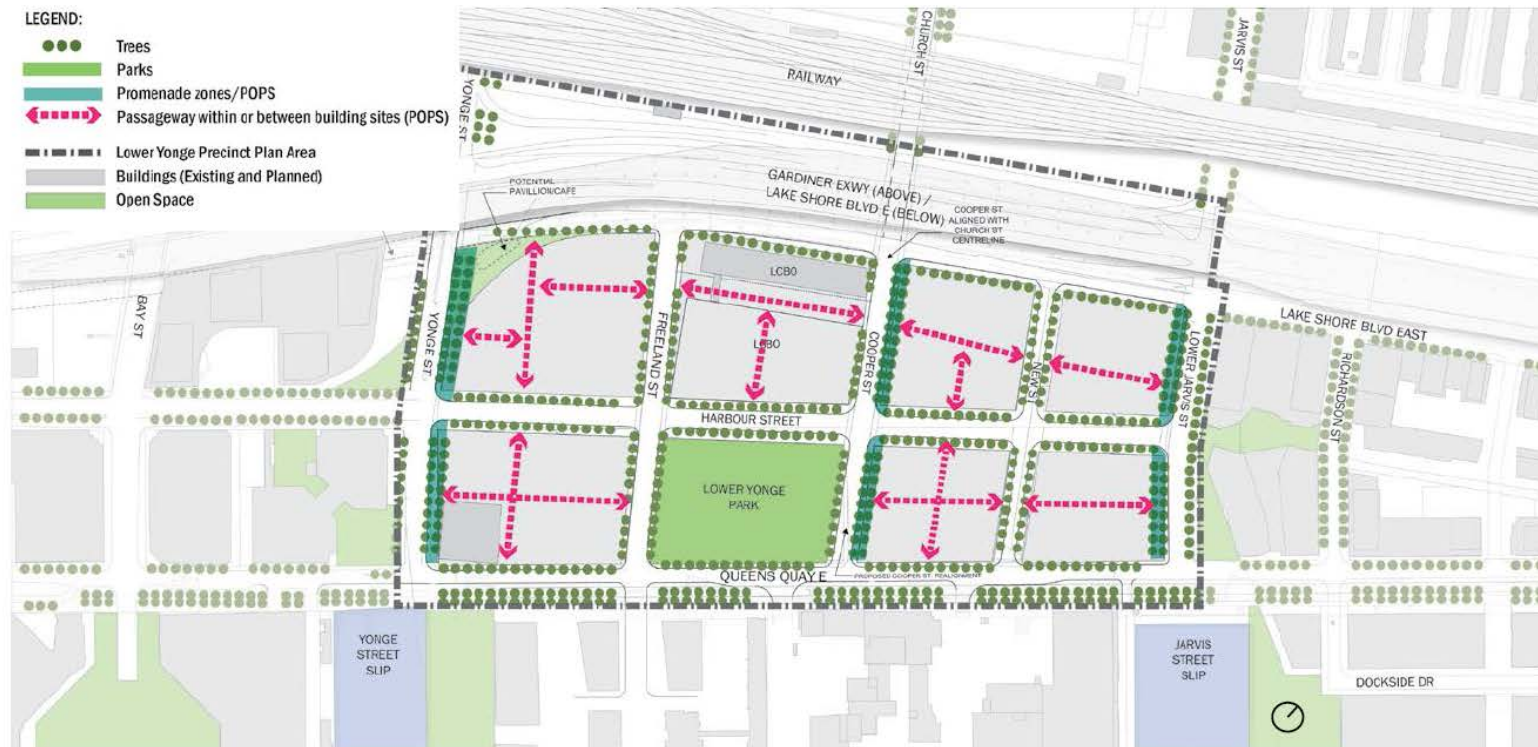 LEGEND:
Trees
Parks
Promenade zones/POPS
Passageway within or between building sites (POPS)
Lower Yonge Precinct Plan Area
Buildings (Existing and Planned)
Open Space
CHURCH ST
JARVIS ST
RAILWAY
YONGE ST
POTENTIAL
PAVILLION/CAFE
GARDINER EXWY (ABOVE) /
LAKE SHORE BLVD E (BELOW)
COOPER ST
ALIGNED WITH
CHURCH ST
CENTRELINE
BAY ST
YONGE ST
FREELAND ST
LCBO
LCBO
COOPER ST
NEW ST
LOWER JARVIS ST
LAKE SHORE BLVD EAST
RICHARDSON ST
HARBOUR STREET
LOWER YONGE
PARK
QUEENS QUAY E
PROPOSED COOPER ST. REALIGNMENT
YONGE
STREET
SLIP
JARVIS
STREET
SLIP
DOCKSIDE DR